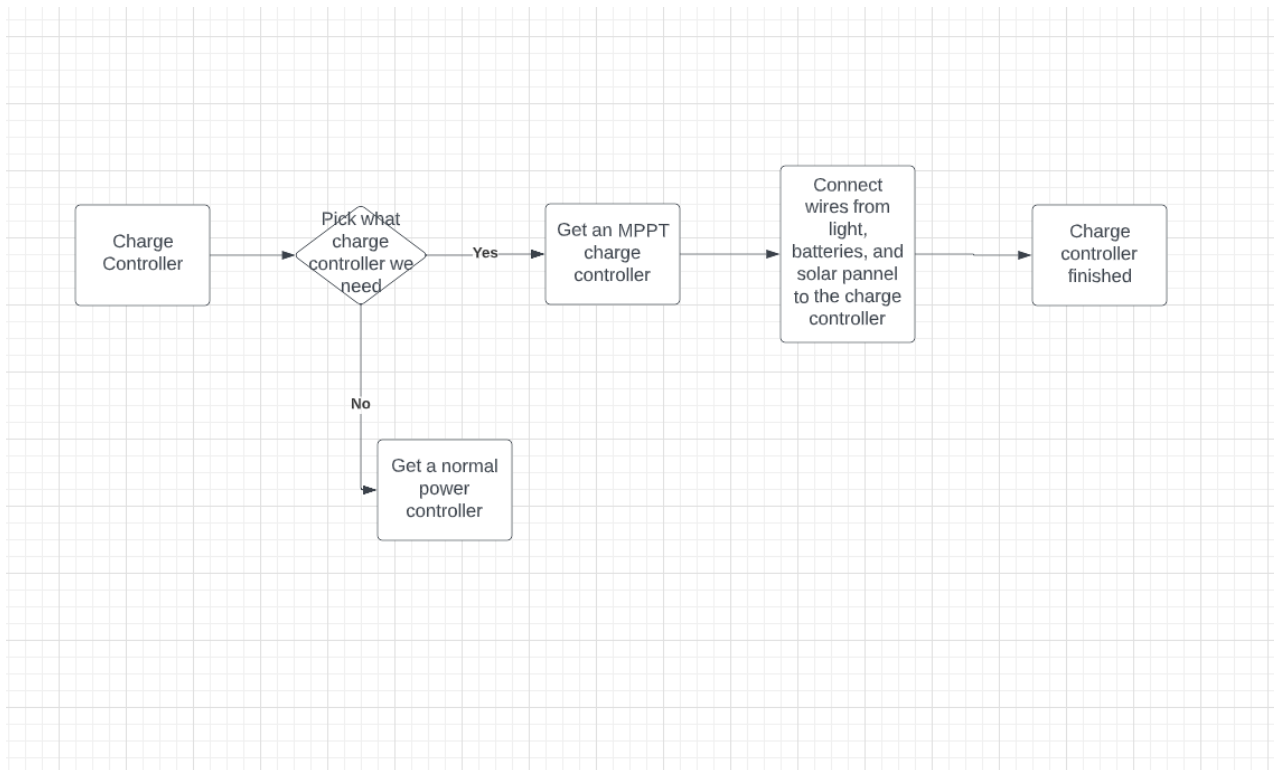 Charge
Controller
Pick what
charge
controller we
need
Yes
Get an MPPT
charge
controller
Connect
wires from
light,
batteries, and
solar pannel
to the charge
controller
Charge
controller
finished
No
Get a normal
power
controller